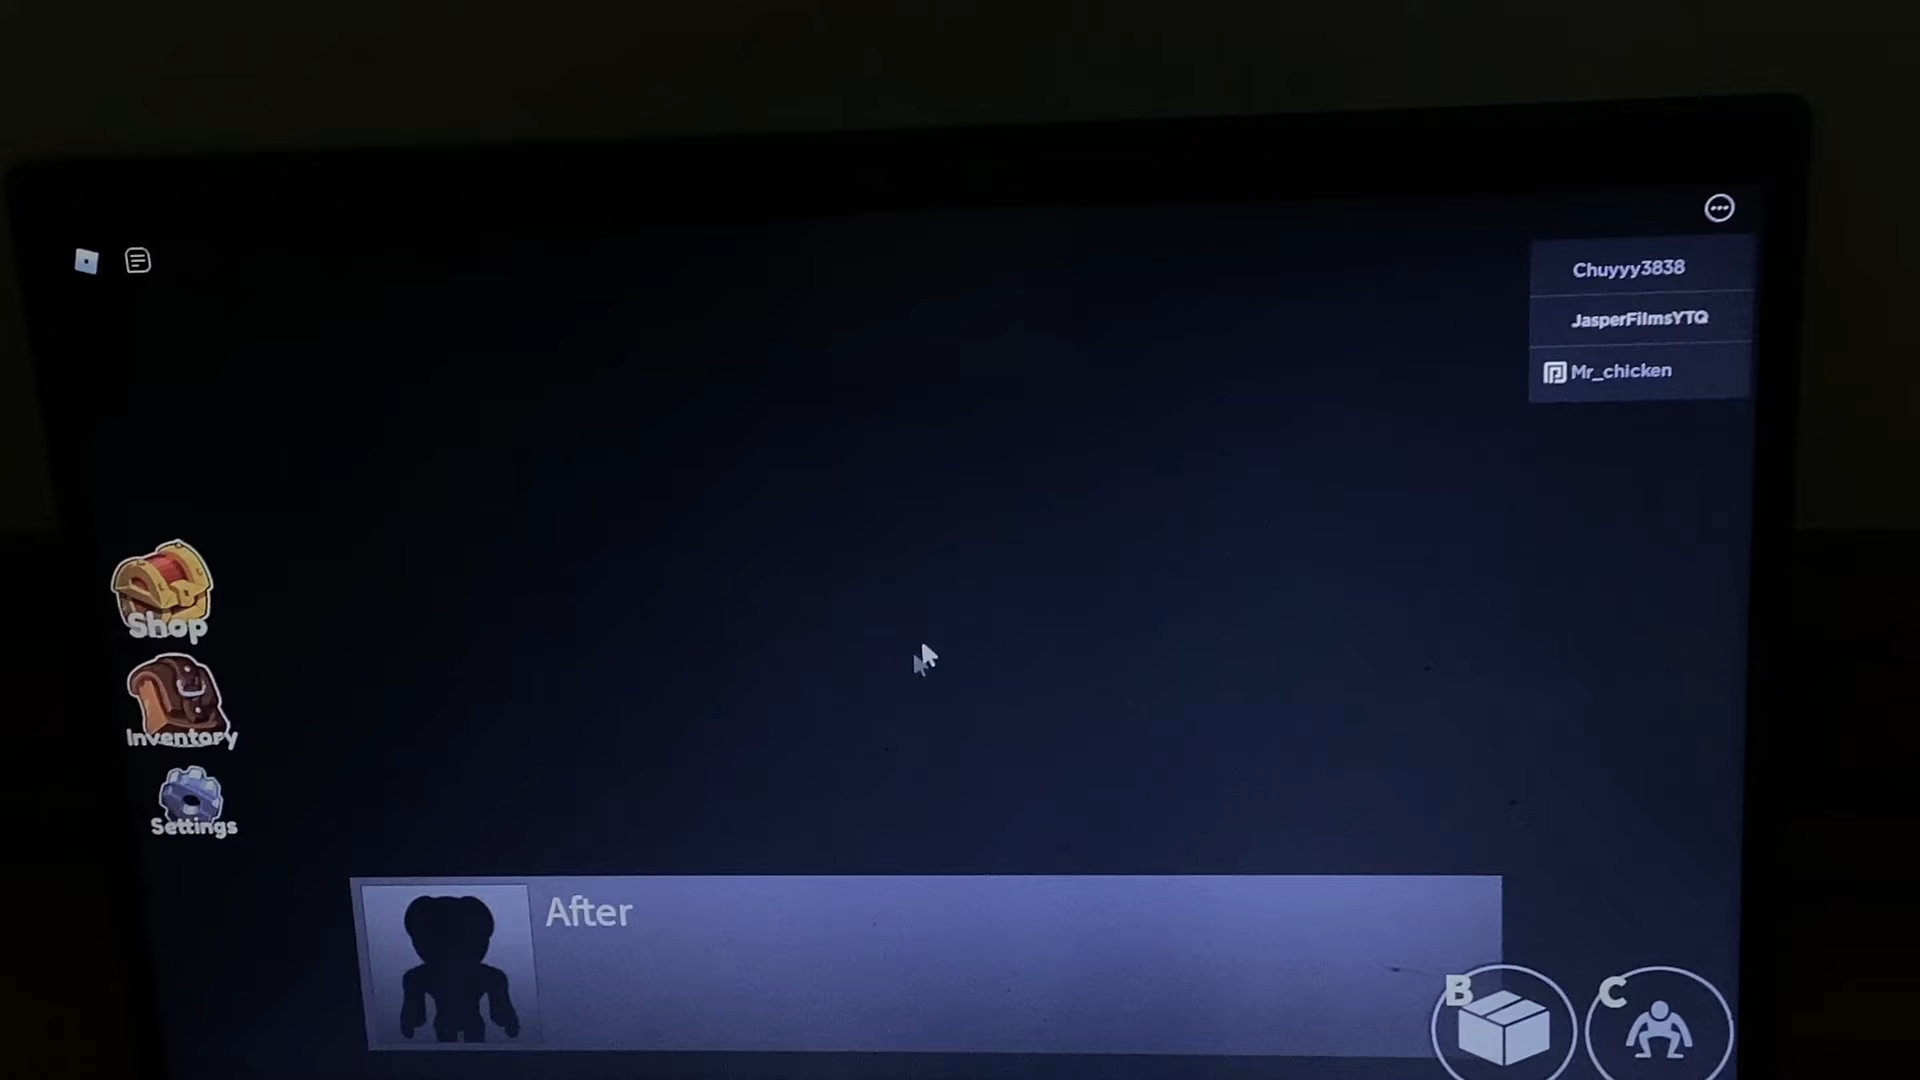 Chuyyy3838
JasperFilmsYTQ
Mr_chicken
Shop
Inventory
Settings
After
B
C